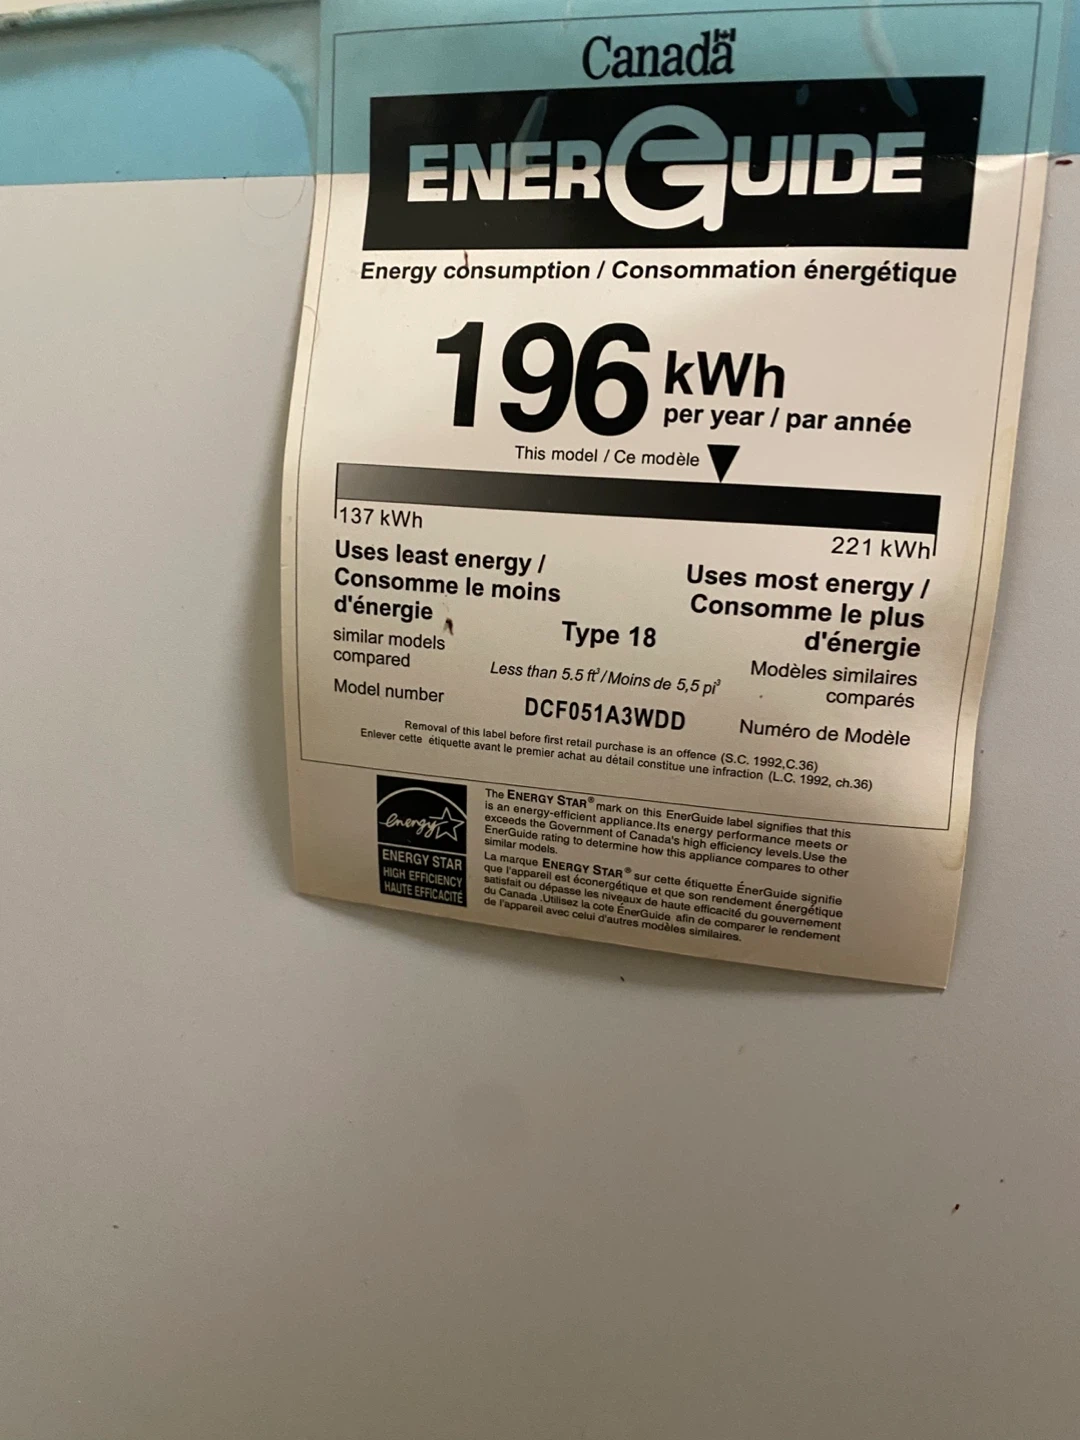 Canada
ENERGUIDE
Energy consumption / Consommation énergétique
196 kWh
per year / par année
This model / Ce modèle
137 kWh
221 kWh
Uses least energy /
Consomme le moins
d'énergie
similar models
compared
Uses most energy /
Consomme le plus
d'énergie
Modèles similaires
comparés
Type 18
Less than 5.5 ft³/Moins de 5,5 pi³
Model number
DCF051A3WDD
Numéro de Modèle
Removal of this label before first retail purchase is an offence (S.C. 1992,C.36)
Enlever cette étiquette avant le premier achat au détail constitue une infraction (L.C. 1992, ch.36)
energy
ENERGY STAR
HIGH EFFICIENCY
HAUTE EFFICACITÉ
The ENERGY STAR® mark on this EnerGuide label signifies that this
is an energy-efficient appliance.Its energy performance meets or
exceeds the Government of Canada's high efficiency levels.Use the
EnerGuide rating to determine how this appliance compares to other
similar models.
La marque ENERGY STAR® sur cette étiquette ÉnerGuide signifie
que l'appareil est éconergétique et que son rendement énergétique
satisfait ou dépasse les niveaux de haute efficacité du gouvernement
du Canada .Utilisez la cote ÉnerGuide afin de comparer le rendement
de l'appareil avec celui d'autres modèles similaires.